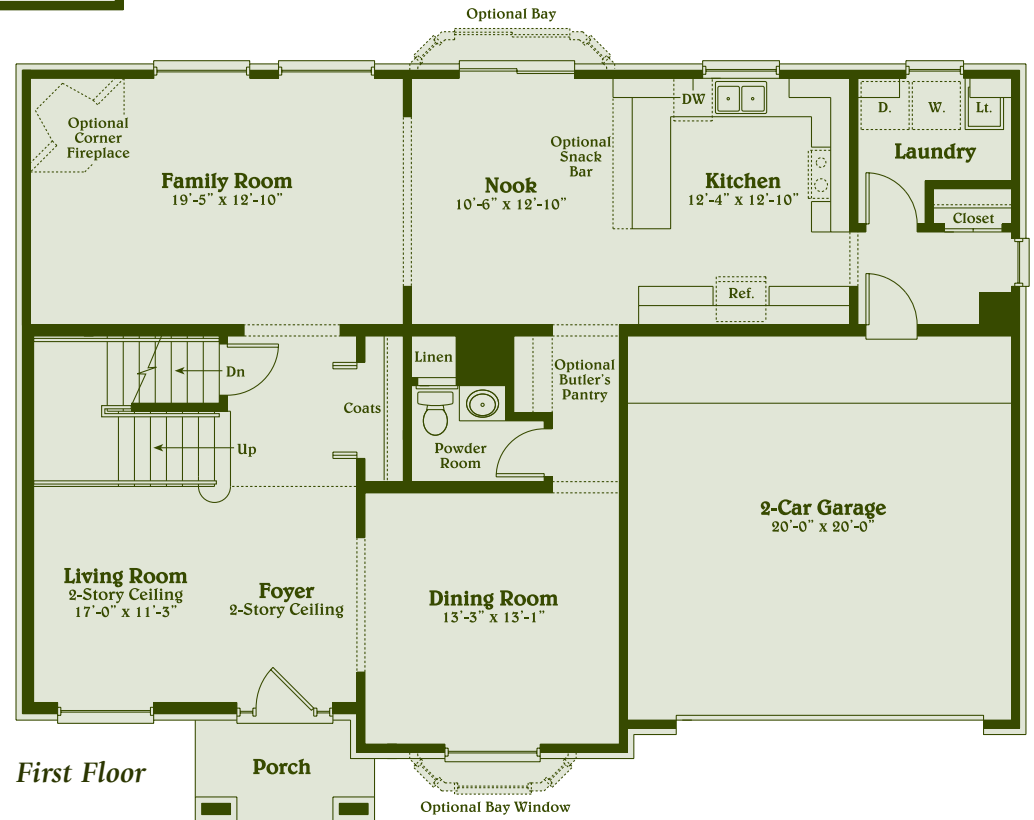 Optional Bay
Optional
Corner
Fireplace
Family Room
19'-5" x 12'-10"
Nook
10'-6" x 12'-10"
Optional
Snack
Bar
DW
Kitchen
12'-4" x 12'-10"
D.
W.
Lt.
Laundry
Closet
Ref.
Dn
Up
Coats
Linen
Powder
Room
Optional
Butler's
Pantry
2-Car Garage
20'-0" x 20'-0"
Living Room
2-Story Ceiling
17'-0" x 11'-3"
Foyer
2-Story Ceiling
Dining Room
13'-3" x 13'-1"
First Floor
Porch
Optional Bay Window